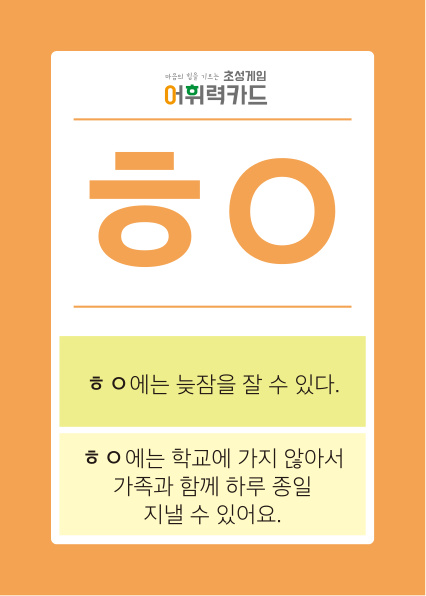 마음의 힘을 기르는 초성게임
어휘력카드
ㅎㅇ
ㅎㅇ에는 늦잠을 잘 수 있다.
ㅎㅇ에는 학교에 가지 않아서
가족과 함께 하루 종일
지낼 수 있어요.